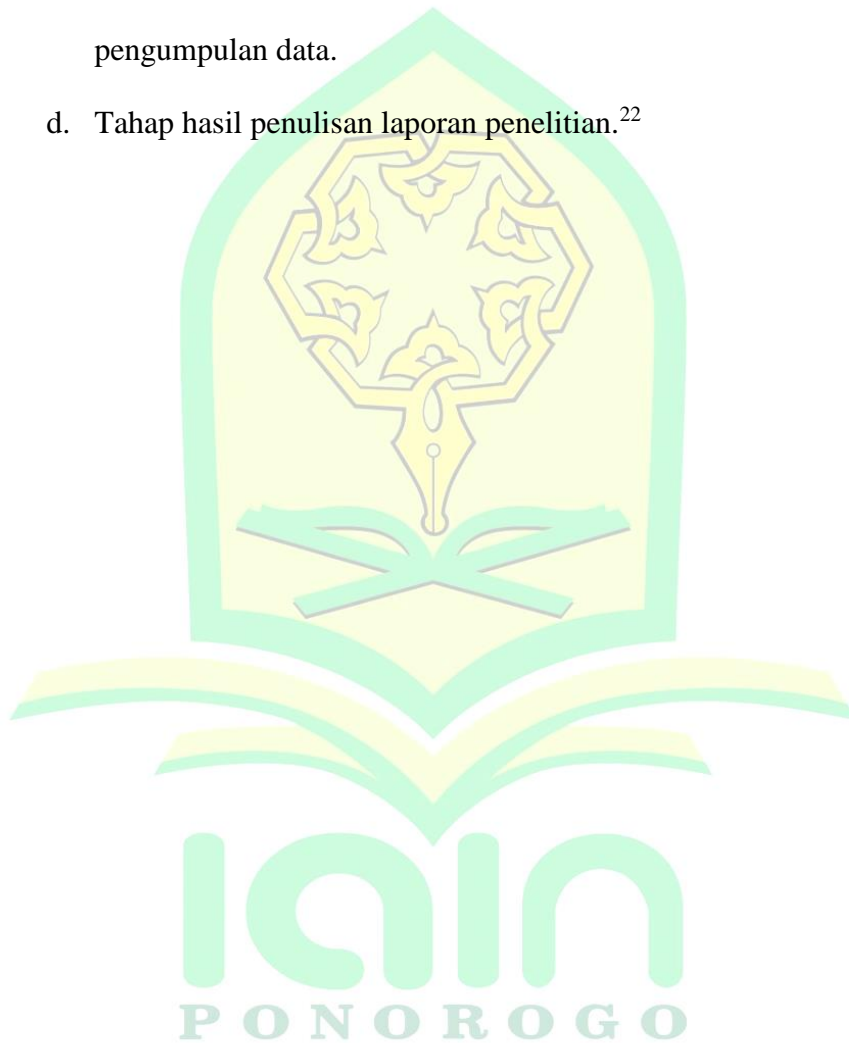 pengumpulan data.
d. Tahap hasil penulisan laporan penelitian.22
iain
PONOROGO